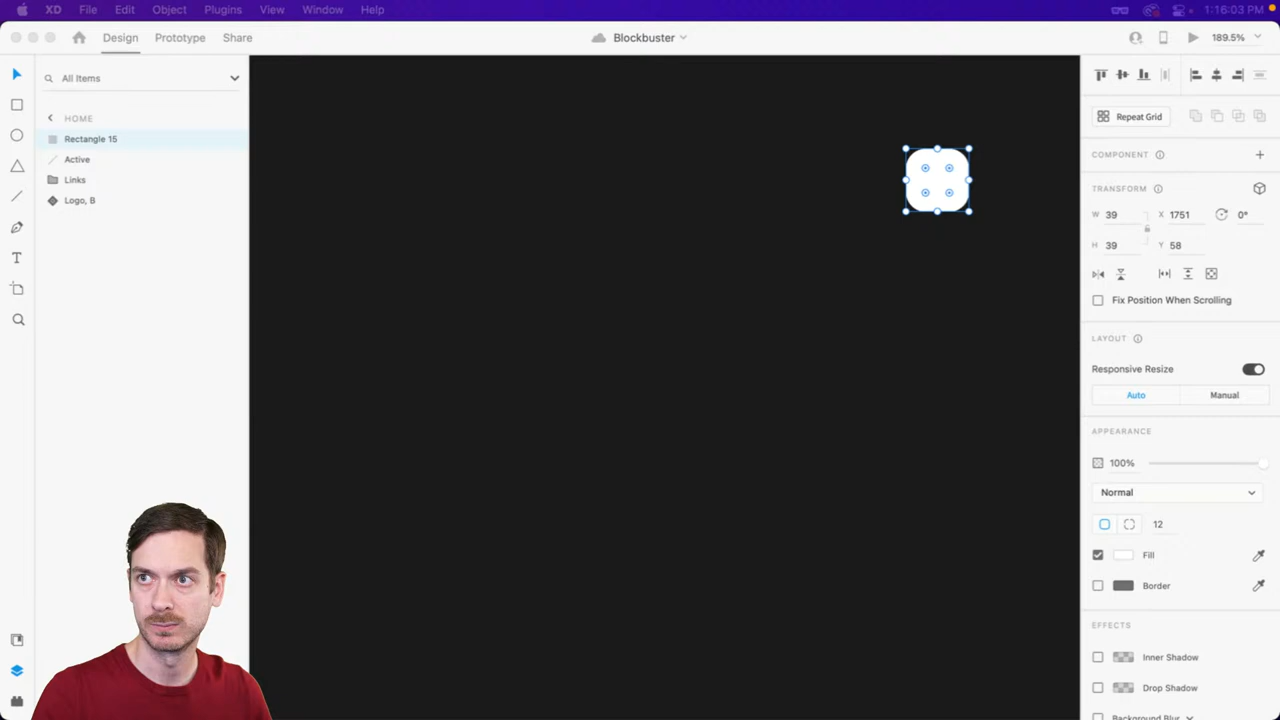 XD File Edit Object Plugins View Window Help 1:16:03 PM
Design Prototype Share Blockbuster 189.5%
All Items
HOME
Rectangle 15
Active
Links
Logo, B
Repeat Grid
COMPONENT
TRANSFORM
W 39 X 1751 0°
H 39 Y 58
Fix Position When Scrolling
LAYOUT
Responsive Resize
Auto Manual
APPEARANCE
100%
Normal
12
Fill
Border
EFFECTS
Inner Shadow
Drop Shadow
Background Blur